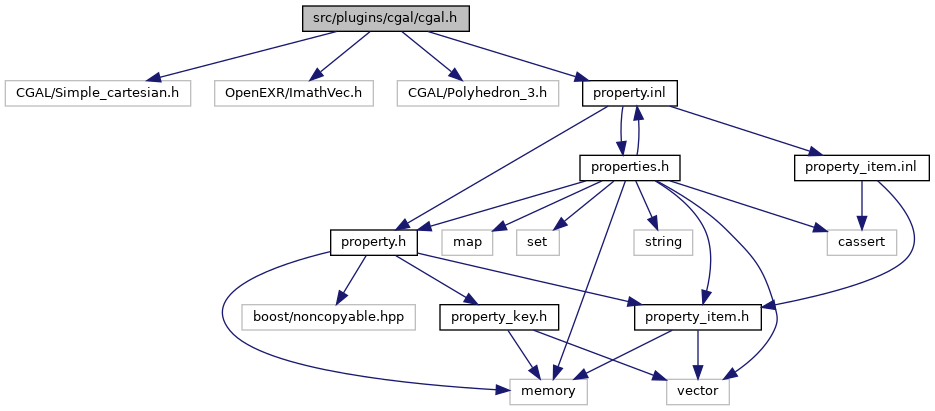 src/plugins/cgal/cgal.h
CGAL/Simple_cartesian.h
OpenEXR/ImathVec.h
CGAL/Polyhedron_3.h
property.inl
properties.h
property_item.inl
property.h
map
set
string
cassert
boost/noncopyable.hpp
property_key.h
property_item.h
memory
vector